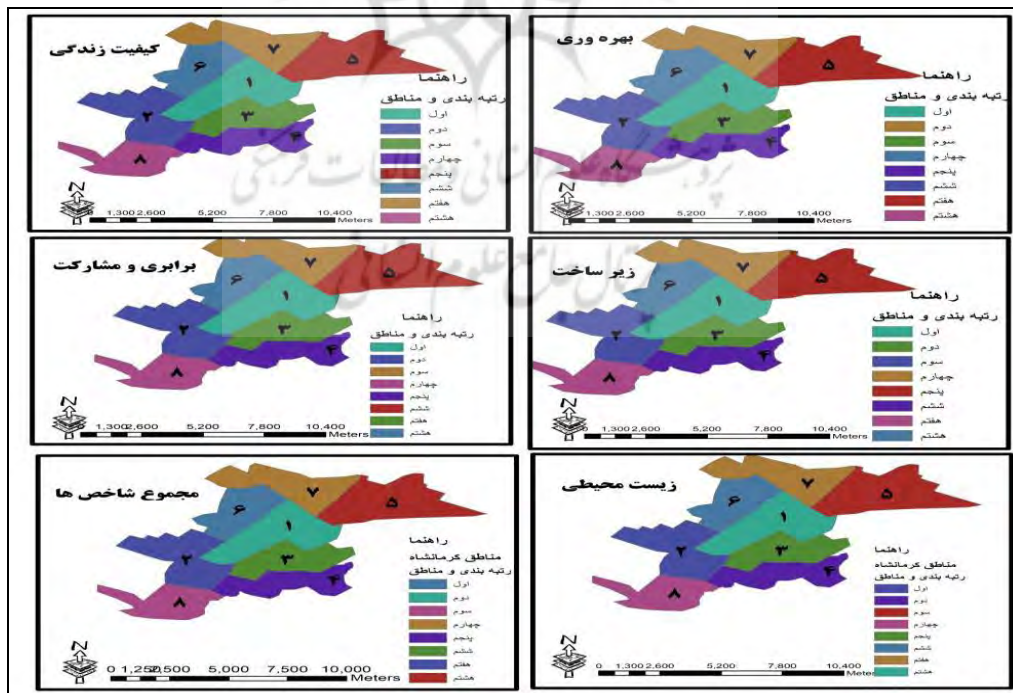 کیفیت زندگی
۷
۵
۶
۱
۲
۳
۴
۸
راهنما
رتبه بندی و مناطق
اول
دوم
سوم
چهارم
پنجم
ششم
هفتم
هشتم
N
0 1,300 2,600 5,200 7,800 10,400
Meters
بهره وری
۷
۵
۶
۱
۲
۳
۴
۸
راهنما
رتبه بندی و مناطق
اول
دوم
سوم
چهارم
پنجم
ششم
هفتم
هشتم
N
1,300 2,600 5,200 7,800 10,400
Meters
برابری و مشارکت
۷
۵
۶
۱
۲
۳
۴
۸
راهنما
رتبه بندی و مناطق
اول
دوم
سوم
چهارم
پنجم
ششم
هفتم
هشتم
N
0 1,300 2,600 5,200 7,800 10,400
Meters
زیر ساخت
۷
۵
۶
۱
۲
۳
۴
۸
راهنما
رتبه بندی و مناطق
اول
دوم
سوم
چهارم
پنجم
ششم
هفتم
هشتم
N
0 1,300 2,600 5,200 7,800 10,400
Meters
مجموع شاخص ها
۷
۵
۶
۱
۲
۳
۴
۸
راهنما
مناطق کرمانشاه
رتبه بندی و مناطق
اول
دوم
سوم
چهارم
پنجم
ششم
هفتم
هشتم
N
0 1,250 2,500 5,000 7,500 10,000
Meters
زیست محیطی
۷
۵
۶
۱
۲
۳
۴
۸
راهنما
مناطق کرمانشاه
رتبه بندی و مناطق
اول
دوم
سوم
چهارم
پنجم
ششم
هفتم
هشتم
N
0 1,300 2,600 5,200 7,800 10,400
Meters
پژوهشگاه علوم انسانی و مطالعات فرهنگی
پرتال جامع علوم انسانی